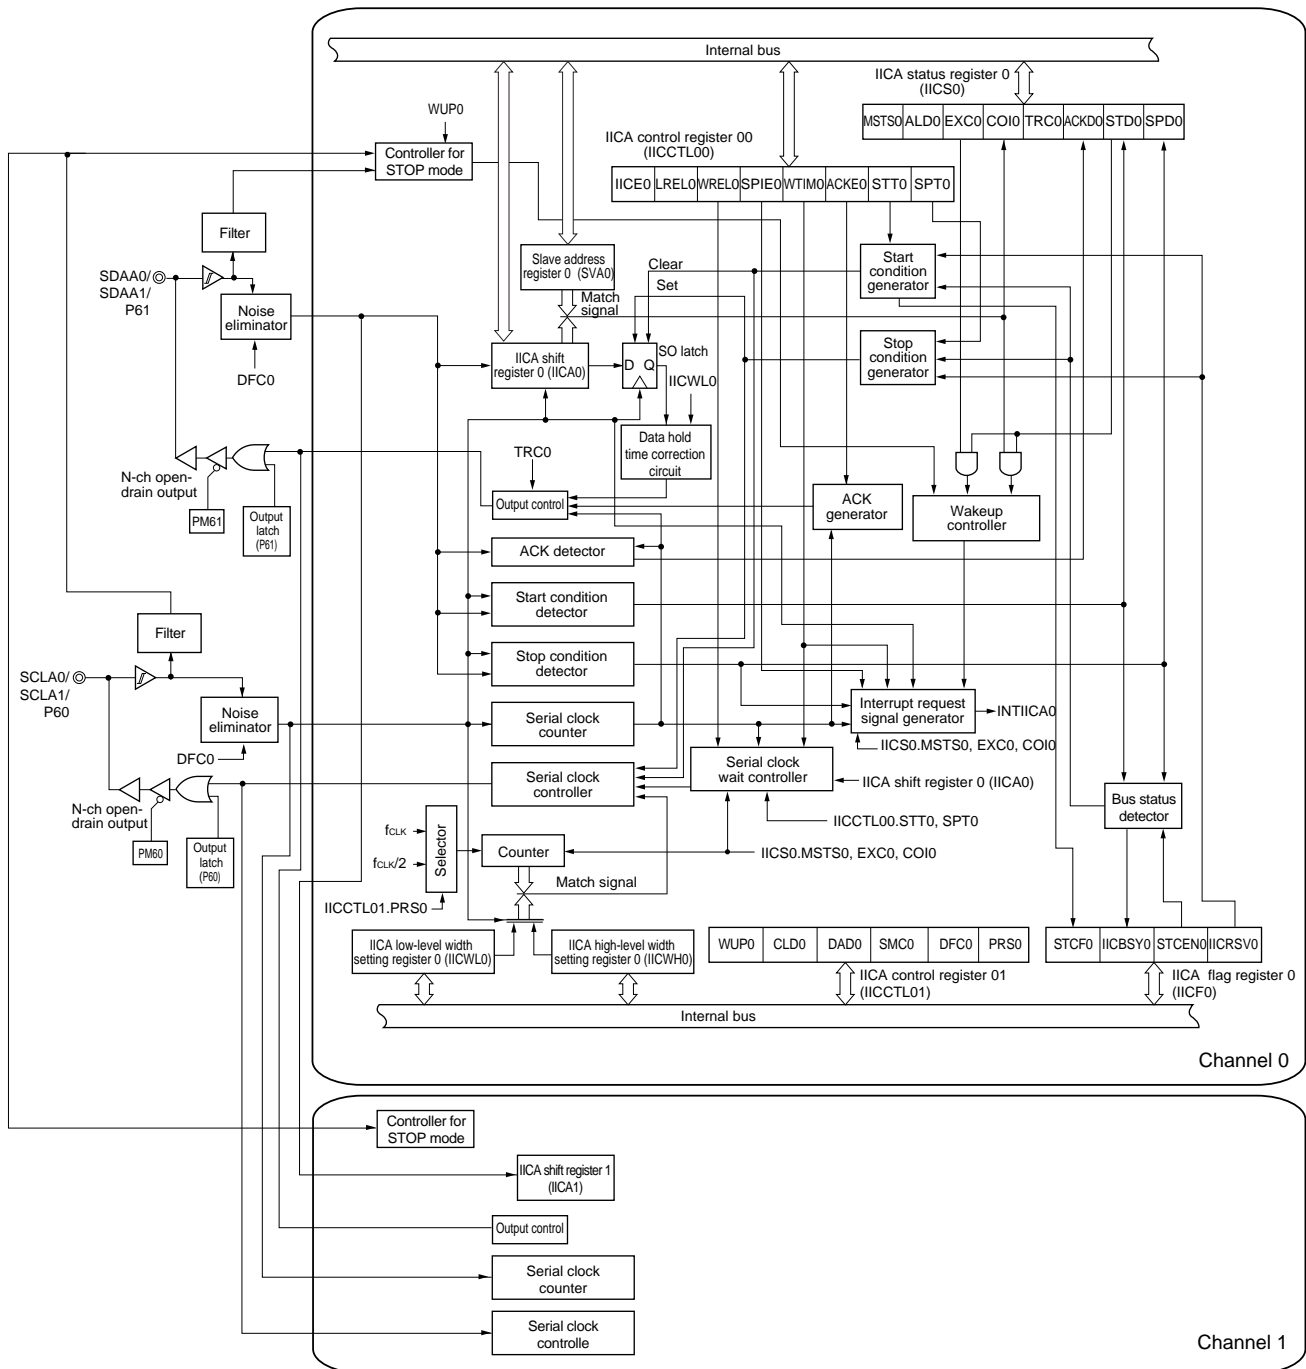 Internal bus
IICA status register 0
(IICS0)
MSTS0 ALD0 EXC0 COI0 TRC0 ACKD0 STD0 SPD0
WUP0
Controller for
STOP mode
IICA control register 00
(IICCTL00)
IICE0 LREL0 WREL0 SPIE0 WTIM0 ACKE0 STT0 SPT0
Filter
SDAA0/
SDAA1/
P61
Noise
eliminator
DFC0
Slave address
register 0 (SVA0)
Clear
Set
Match
signal
Start
condition
generator
Stop
condition
generator
IICA shift
register 0 (IICA0)
SO latch
D Q
IICWL0
Data hold
time correction
circuit
TRC0
Output control
N-ch open-
drain output
PM61
Output
latch
(P61)
ACK
generator
Wakeup
controller
ACK detector
Start condition
detector
Stop condition
detector
Filter
SCLA0/
SCLA1/
P60
Noise
eliminator
DFC0
Serial clock
counter
Interrupt request
signal generator
INTIICA0
IICS0.MSTS0, EXC0, COI0
Serial clock
controller
Serial clock
wait controller
IICA shift register 0 (IICA0)
IICCTL00.STT0, SPT0
Bus status
detector
N-ch open-
drain output
PM60
Output
latch
(P60)
fCLK
fCLK/2
Selector
Counter
IICS0.MSTS0, EXC0, COI0
Match signal
IICCTL01.PRS0
IICA low-level width
setting register 0 (IICWL0)
IICA high-level width
setting register 0 (IICWH0)
WUP0 CLD0 DAD0 SMC0 DFC0 PRS0
IICA control register 01
(IICCTL01)
STCF0 IICBSY0 STCEN0 IICRSV0
IICA flag register 0
(IICF0)
Internal bus
Channel 0
Controller for
STOP mode
IICA shift register 1
(IICA1)
Output control
Serial clock
counter
Serial clock
controlle
Channel 1